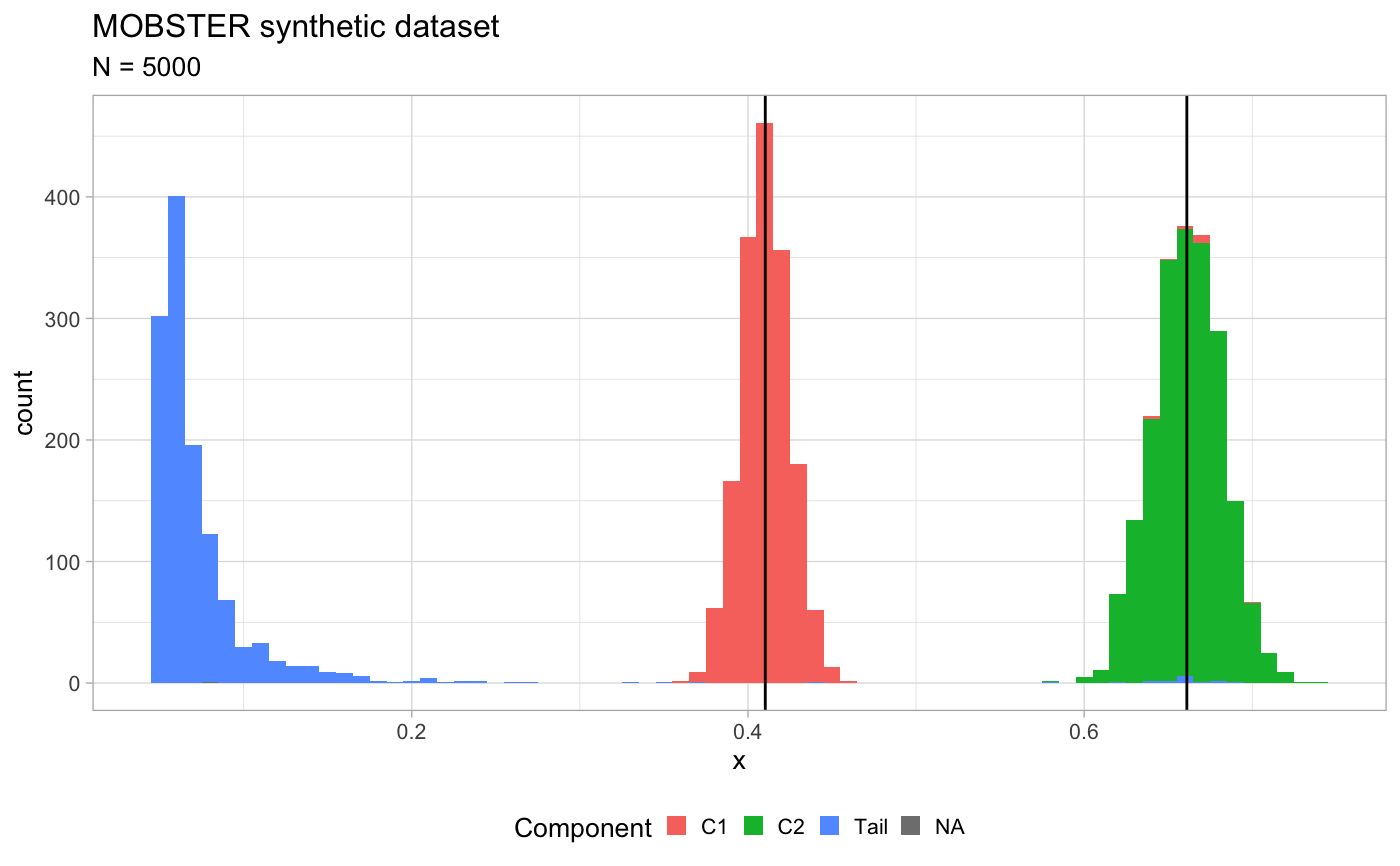 MOBSTER synthetic dataset
N = 5000
count
400
300
200
100
0
0.2 0.4 0.6
x
Component C1 C2 Tail NA